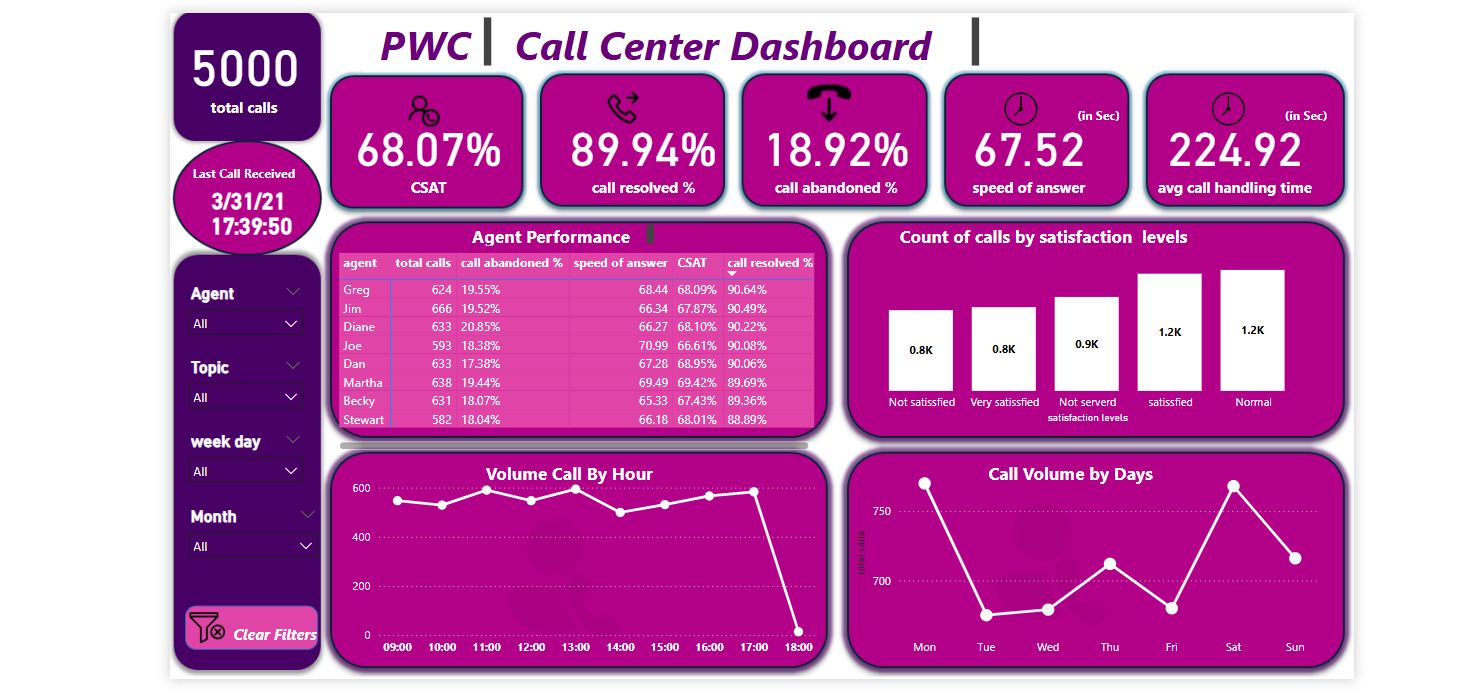 PWC Call Center Dashboard
5000
total calls
Last Call Received
3/31/21
17:39:50
68.07%
CSAT
89.94%
call resolved %
18.92%
call abandoned %
(in Sec)
67.52
speed of answer
(in Sec)
224.92
avg call handling time
Agent
All
Topic
All
week day
All
Month
All
Clear Filters
Agent Performance
agent total calls call abandoned % speed of answer CSAT call resolved %
Greg 624 19.55% 68.44 68.09% 90.64%
Jim 666 19.52% 66.34 67.87% 90.49%
Diane 633 20.85% 66.27 68.10% 90.22%
Joe 593 18.38% 70.99 66.61% 90.08%
Dan 633 17.38% 67.28 68.95% 90.06%
Martha 638 19.44% 69.49 69.42% 89.69%
Becky 631 18.07% 65.33 67.43% 89.36%
Stewart 582 18.04% 66.18 68.01% 88.89%
Count of calls by satisfaction levels
0.8K 0.8K 0.9K 1.2K 1.2K
Not satissfied Very satissfied Not serverd satissfied Normal
satisfaction levels
Volume Call By Hour
600
400
200
0
09:00 10:00 11:00 12:00 13:00 14:00 15:00 16:00 17:00 18:00
Call Volume by Days
total calls
750
700
Mon Tue Wed Thu Fri Sat Sun